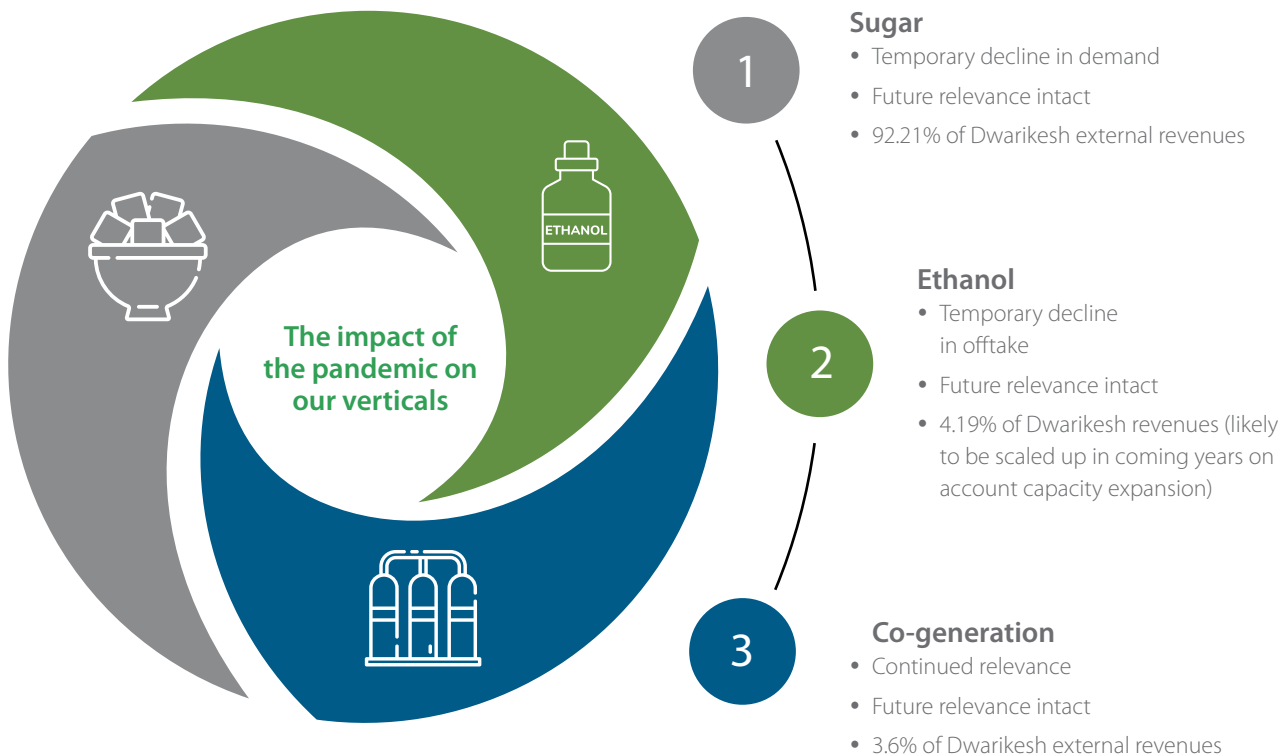 The impact of
the pandemic on
our verticals
ETHANOL
1
Sugar
• Temporary decline in demand
• Future relevance intact
• 92.21% of Dwarikesh external revenues
2
Ethanol
• Temporary decline
in offtake
• Future relevance intact
• 4.19% of Dwarikesh revenues (likely
to be scaled up in coming years on
account capacity expansion)
3
Co-generation
• Continued relevance
• Future relevance intact
• 3.6% of Dwarikesh external revenues